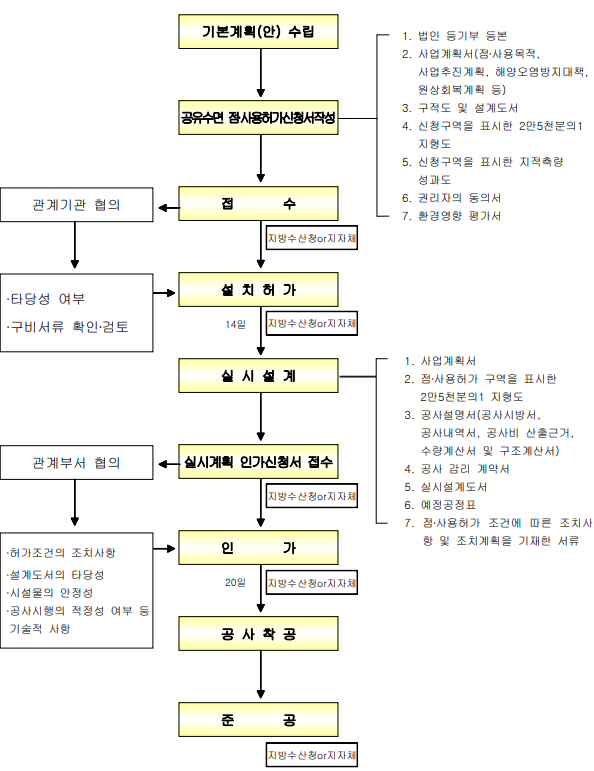 기본계획(안) 수립
공유수면 점·사용허가신청서작성
1. 법인 등기부 등본
2. 사업계획서(점·사용목적,
사업추진계획, 해양오염방지대책,
원상회복계획 등)
3. 구적도 및 설계도서
4. 신청구역을 표시한 2만5천분의1
지형도
5. 신청구역을 표시한 지적측량
성과도
6. 권리자의 동의서
7. 환경영향 평가서
관계기관 협의
접 수
지방수산청or지자체
·타당성 여부
·구비서류 확인·검토
설 치 허 가
14일
지방수산청or지자체
실 시 설 계
1. 사업계획서
2. 점·사용허가 구역을 표시한
2만5천분의1 지형도
3. 공사설명서(공사시방서,
공사내역서, 공사비 산출근거,
수량계산서 및 구조계산서)
4. 공사 감리 계약서
5. 실시설계도서
6. 예정공정표
7. 점·사용허가 조건에 따른 조치사
항 및 조치계획을 기재한 서류
관계부서 협의
실시계획 인가신청서 접수
지방수산청or지자체
·허가조건의 조치사항
·설계도서의 타당성
·시설물의 안정성
·공사시행의 적정성 여부 등
기술적 사항
인 가
20일
지방수산청or지자체
공 사 착 공
준 공
지방수산청or지자체